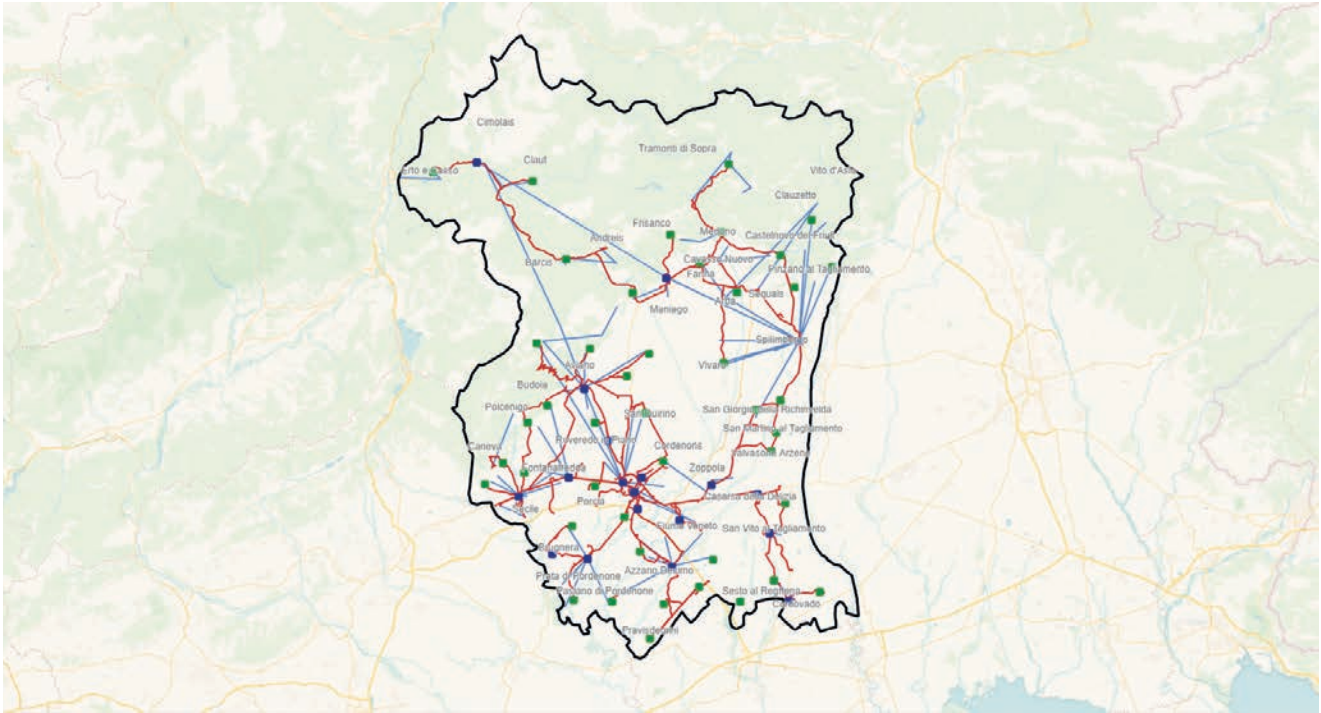 Cimolais
Tramonti di Sopra
Claut
Erto e Casso
Vito d'Asio
Clauzetto
Frisanco
Meduno
Castelnovo del Friuli
Andreis
Barcis
Cavasso Nuovo
Fanna
Pinzano al Tagliamento
Sequals
Arba
Maniago
Spilimbergo
Vivaro
Aviano
Budoia
Polcenigo
San Quirino
San Giorgio della Richinvelda
San Martino al Tagliamento
Roveredo in Piano
Cordenons
Caneva
Valvasone Arzene
Fontanafredda
Zoppola
Porcia
Casarsa della Delizia
Sacile
Fiume Veneto
San Vito al Tagliamento
Brugnera
Azzano Decimo
Prata di Pordenone
Pasiano di Pordenone
Sesto al Reghena
Cordovado
Pravisdomini